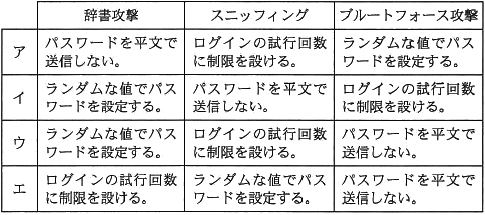 辞書攻撃 スニッフィング ブルートフォース攻撃
ア パスワードを平文で ログインの試行回数 ランダムな値でパス
送信しない。 に制限を設ける。 ワードを設定する。
イ ランダムな値でパス パスワードを平文で ログインの試行回数
ワードを設定する。 送信しない。 に制限を設ける。
ウ ランダムな値でパス ログインの試行回数 パスワードを平文で
ワードを設定する。 に制限を設ける。 送信しない。
エ ログインの試行回数 ランダムな値でパス パスワードを平文で
に制限を設ける。 ワードを設定する。 送信しない。